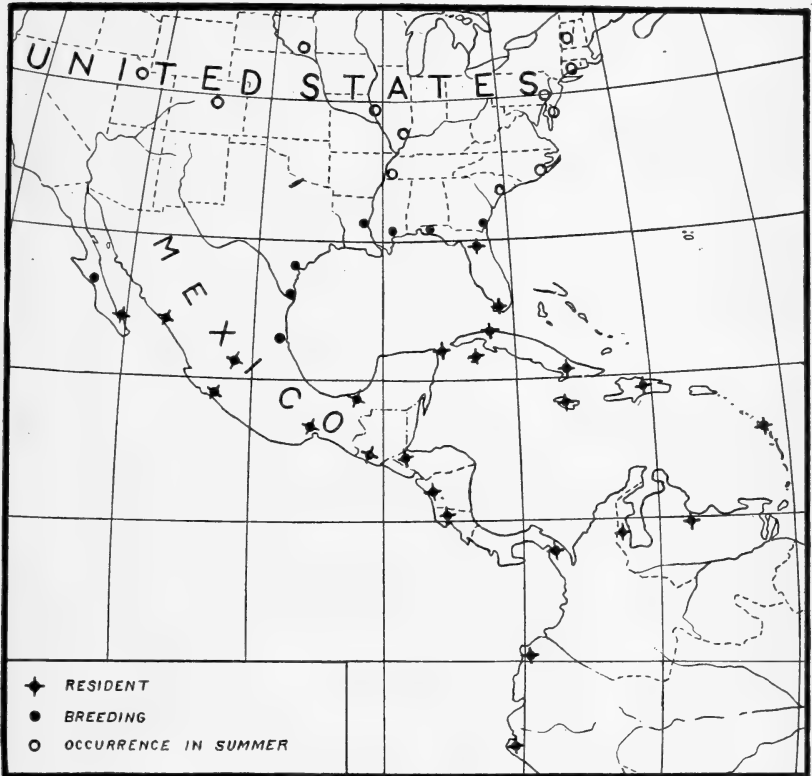 UNITED STATES
MEXICO
RESIDENT
BREEDING
OCCURRENCE IN SUMMER